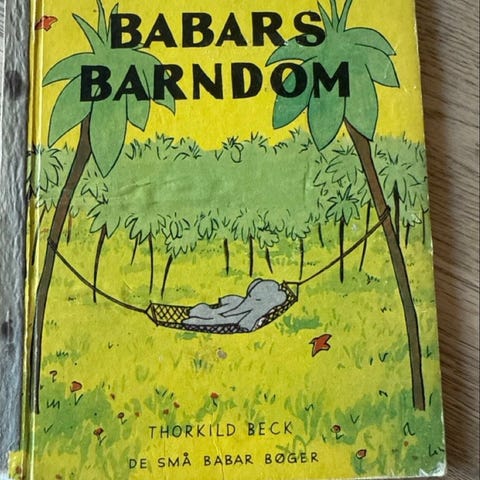 BABARS
BARNDOM
THORKILD BECK
DE SMÅ BABAR BØGER